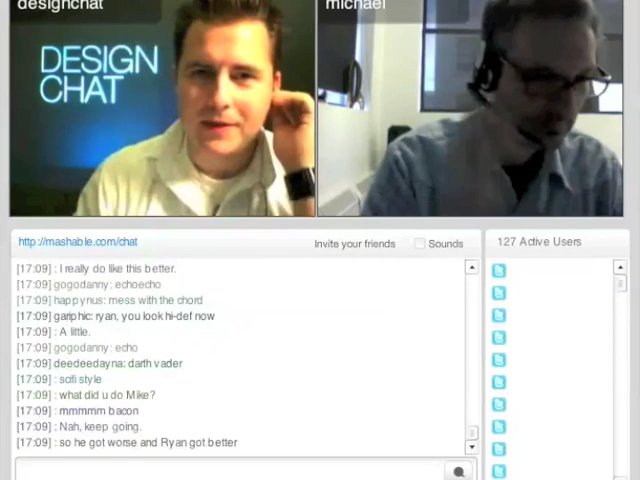 designchat
michael
DESIGN
CHAT
http://mashable.com/chat
Invite your friends
Sounds
127 Active Users
[17:09] : I really do like this better.
[17:09] gogodanny: echoecho
[17:09] happynus: mess with the chord
[17:09] gariphic: ryan, you look hi-def now
[17:09] : A little.
[17:09] gogodanny: echo
[17:09] deedeedayna: darth vader
[17:09] : scifi style
[17:09] : what did u do Mike?
[17:09] : mmmmm bacon
[17:09] : Nah, keep going.
[17:09] : so he got worse and Ryan got better